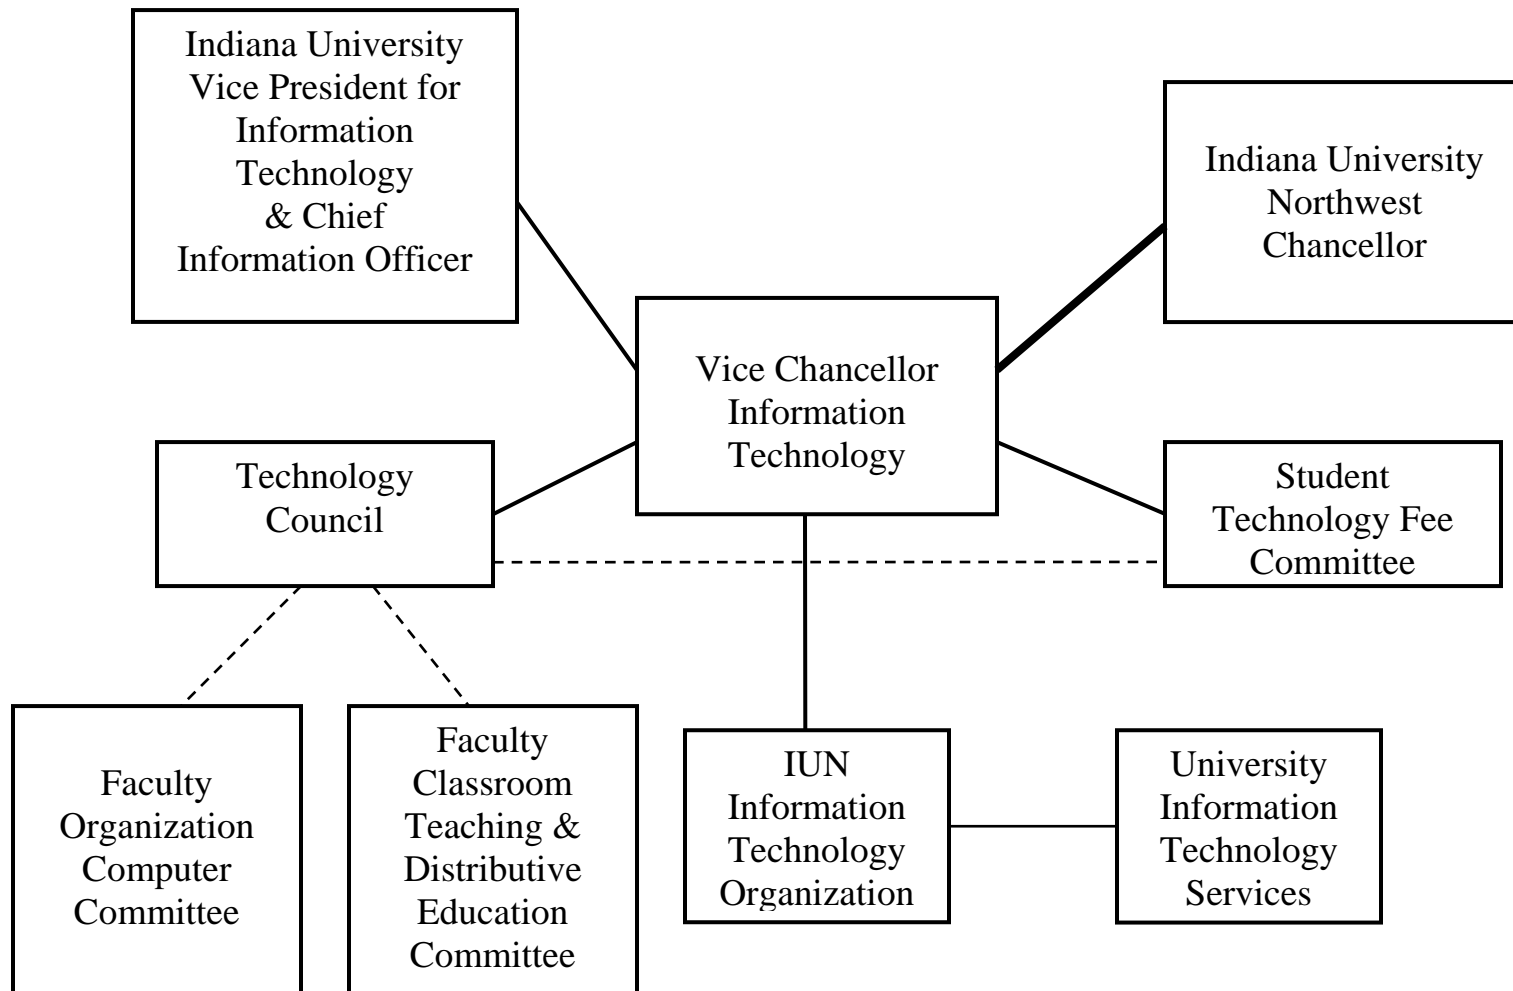 Indiana University
Vice President for
Information
Technology
& Chief
Information Officer
Indiana University
Northwest
Chancellor
Vice Chancellor
Information
Technology
Technology
Council
Student
Technology Fee
Committee
Faculty
Organization
Computer
Committee
Faculty
Classroom
Teaching &
Distributive
Education
Committee
IUN
Information
Technology
Organization
University
Information
Technology
Services